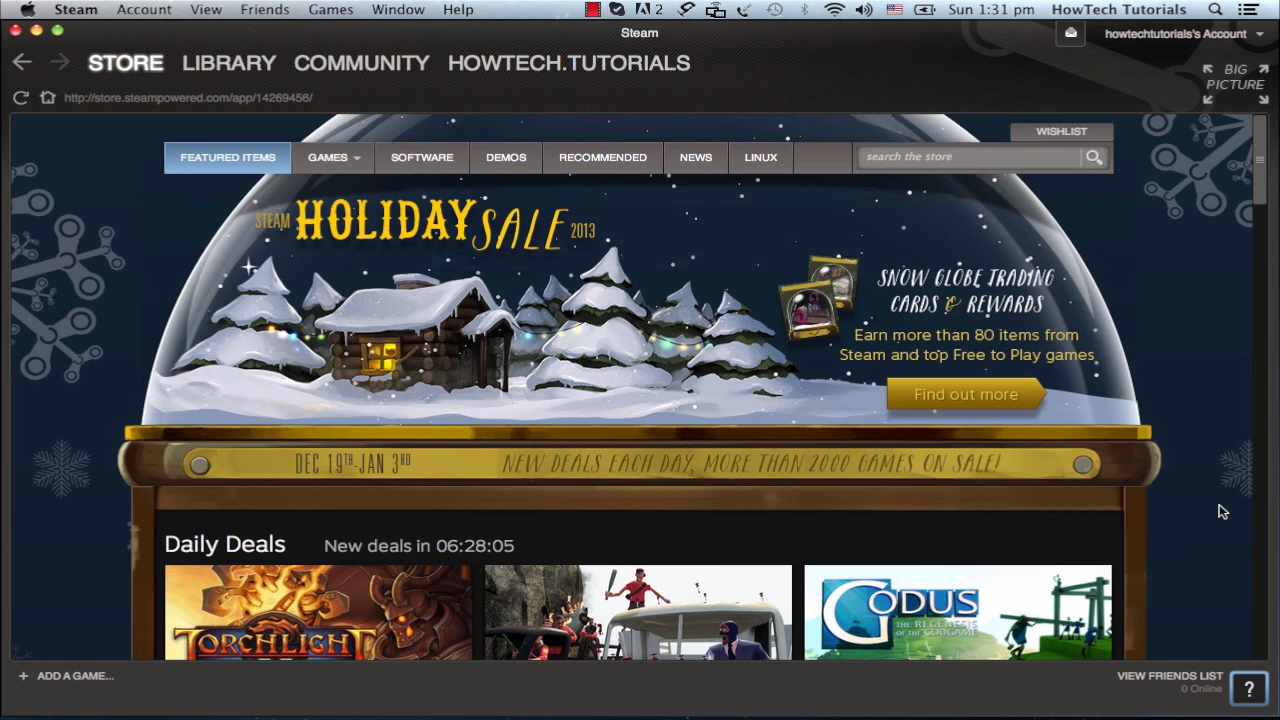 Steam Account View Friends Games Window Help 2 Sun 1:31 pm HowTech Tutorials
Steam
howtechtutorials's Account
STORE LIBRARY COMMUNITY HOWTECH.TUTORIALS
BIG PICTURE
http://store.steampowered.com/app/14269456/
WISHLIST
FEATURED ITEMS GAMES SOFTWARE DEMOS RECOMMENDED NEWS LINUX search the store
STEAM HOLIDAY SALE 2013
SNOW GLOBE TRADING
CARDS & REWARDS
Earn more than 80 items from
Steam and top Free to Play games
Find out more
DEC 19TH-JAN 3RD NEW DEALS EACH DAY, MORE THAN 2000 GAMES ON SALE!
Daily Deals New deals in 06:28:05
TORCHLIGHT
GODUS
THE REGENESIS
OF THE GODGAME
+ ADD A GAME...
VIEW FRIENDS LIST
0 Online
?